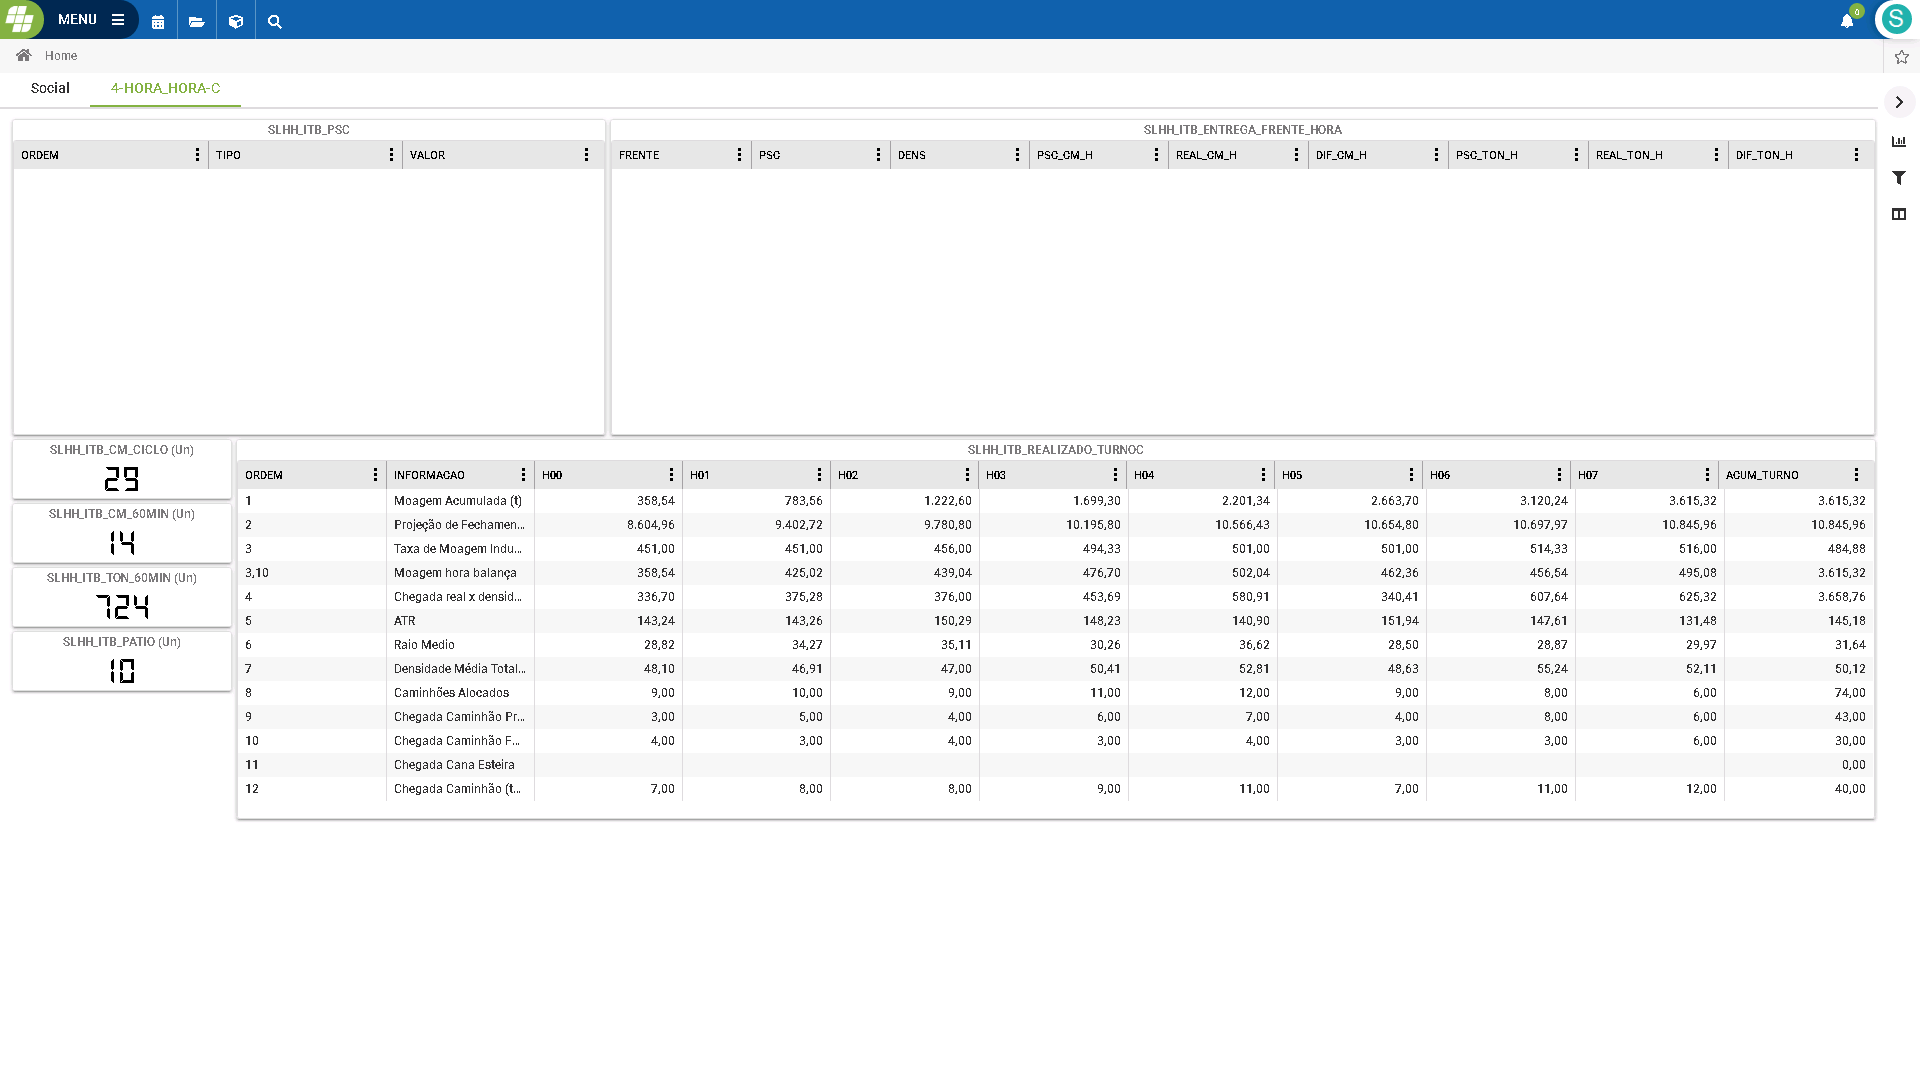 MENU
0
S
Home
Social 4-HORA_HORA-C
SLHH_ITB_PSC
ORDEM TIPO VALOR
SLHH_ITB_ENTREGA_FRENTE_HORA
FRENTE PSC DENS PSC_CM_H REAL_CM_H DIF_CM_H PSC_TON_H REAL_TON_H DIF_TON_H
SLHH_ITB_CM_CICLO (Un)
29
SLHH_ITB_CM_60MIN (Un)
14
SLHH_ITB_TON_60MIN (Un)
724
SLHH_ITB_PATIO (Un)
10
SLHH_ITB_REALIZADO_TURNOC
ORDEM INFORMACAO H00 H01 H02 H03 H04 H05 H06 H07 ACUM_TURNO
1 Moagem Acumulada (t) 358,54 783,56 1.222,60 1.699,30 2.201,34 2.663,70 3.120,24 3.615,32 3.615,32
2 Projeção de Fechamen... 8.604,96 9.402,72 9.780,80 10.195,80 10.566,43 10.654,80 10.697,97 10.845,96 10.845,96
3 Taxa de Moagem Indu... 451,00 451,00 456,00 494,33 501,00 501,00 514,33 516,00 484,88
3,10 Moagem hora balança 358,54 425,02 439,04 476,70 502,04 462,36 456,54 495,08 3.615,32
4 Chegada real x densid... 336,70 375,28 376,00 453,69 580,91 340,41 607,64 625,32 3.658,76
5 ATR 143,24 143,26 150,29 148,23 140,90 151,94 147,61 131,48 145,18
6 Raio Medio 28,82 34,27 35,11 30,26 36,62 28,50 28,87 29,97 31,64
7 Densidade Média Total... 48,10 46,91 47,00 50,41 52,81 48,63 55,24 52,11 50,12
8 Caminhões Alocados 9,00 10,00 9,00 11,00 12,00 9,00 8,00 6,00 74,00
9 Chegada Caminhão Pr... 3,00 5,00 4,00 6,00 7,00 4,00 8,00 6,00 43,00
10 Chegada Caminhão F... 4,00 3,00 4,00 3,00 4,00 3,00 3,00 6,00 30,00
11 Chegada Cana Esteira 0,00
12 Chegada Caminhão (t... 7,00 8,00 8,00 9,00 11,00 7,00 11,00 12,00 40,00